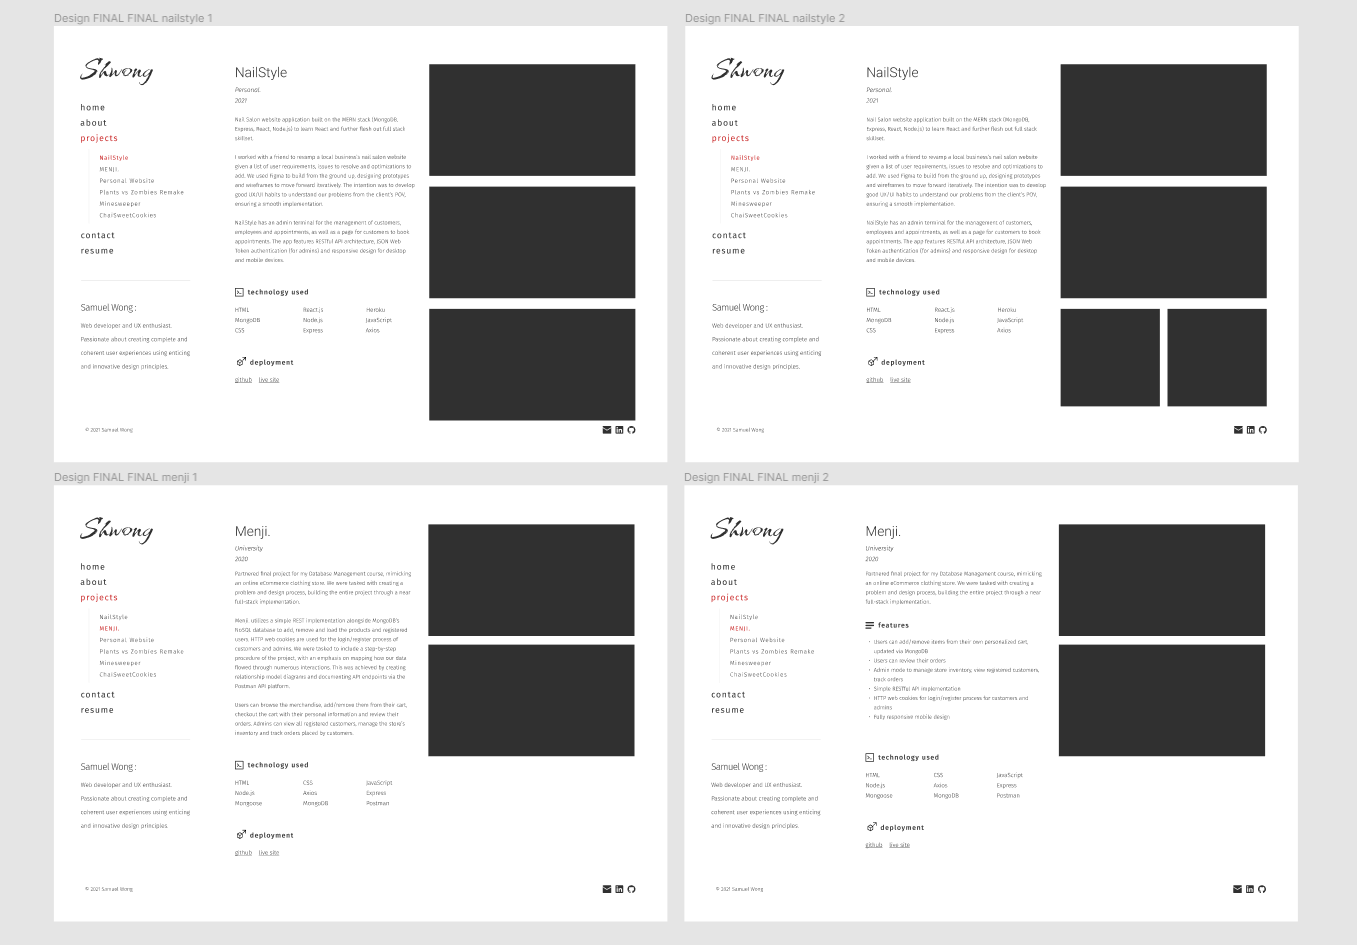 Design FINAL FINAL nailstyle 1
Shwong
home
about
projects
NailStyle
MENJI.
Personal Website
Plants vs Zombies Remake
Minesweeper
ChaiSweetCookies
contact
resume
Samuel Wong :
Web developer and UX enthusiast.
Passionate about creating complete and
coherent user experiences using enticing
and innovative design principles.
© 2021 Samuel Wong
NailStyle
Personal
2021
Nail Salon website application built on the MERN stack (MongoDB,
Express, React, Node.js) to learn React and further flesh out full stack
skillset.
I worked with a friend to revamp a local business's nail salon website
given a list of user requirements, issues to resolve and optimizations to
add. We used Figma to build from the ground up, designing prototypes
and wireframes to move forward iteratively. The intention was to develop
good UX/UI habits to understand our problems from the client's POV,
ensuring a smooth implementation.
NailStyle has an admin terminal for the management of customers,
employees and appointments, as well as a page for customers to book
appointments. The app features RESTful API architecture, JSON Web
Token authentication (for admins) and responsive design for desktop
and mobile devices.
technology used
HTML React.js Heroku
MongoDB Node.js JavaScript
CSS Express Axios
deployment
github live site
Design FINAL FINAL nailstyle 2
Shwong
home
about
projects
NailStyle
MENJI.
Personal Website
Plants vs Zombies Remake
Minesweeper
ChaiSweetCookies
contact
resume
Samuel Wong :
Web developer and UX enthusiast.
Passionate about creating complete and
coherent user experiences using enticing
and innovative design principles.
© 2021 Samuel Wong
NailStyle
Personal
2021
Nail Salon website application built on the MERN stack (MongoDB,
Express, React, Node.js) to learn React and further flesh out full stack
skillset.
I worked with a friend to revamp a local business's nail salon website
given a list of user requirements, issues to resolve and optimizations to
add. We used Figma to build from the ground up, designing prototypes
and wireframes to move forward iteratively. The intention was to develop
good UX/UI habits to understand our problems from the client's POV,
ensuring a smooth implementation.
NailStyle has an admin terminal for the management of customers,
employees and appointments, as well as a page for customers to book
appointments. The app features RESTful API architecture, JSON Web
Token authentication (for admins) and responsive design for desktop
and mobile devices.
technology used
HTML React.js Heroku
MongoDB Node.js JavaScript
CSS Express Axios
deployment
github live site
Design FINAL FINAL menji 1
Shwong
home
about
projects
NailStyle
MENJI.
Personal Website
Plants vs Zombies Remake
Minesweeper
ChaiSweetCookies
contact
resume
Samuel Wong :
Web developer and UX enthusiast.
Passionate about creating complete and
coherent user experiences using enticing
and innovative design principles.
© 2021 Samuel Wong
Menji.
University
2020
Partnered final project for my Database Management course, mimicking
an online eCommerce clothing store. We were tasked with creating a
problem and design process, building the entire project through a near
full-stack implementation.
Menji. utilizes a simple REST implementation alongside MongoDB's
NoSQL database to add, remove and load the products and registered
users. HTTP web cookies are used for the login/register process of
customers and admins. We were tasked to include a step-by-step
procedure of the project, with an emphasis on mapping how our data
flowed through numerous interactions. This was achieved by creating
relationship model diagrams and documenting API endpoints via the
Postman API platform.
Users can browse the merchandise, add/remove them from their cart,
checkout the cart with their personal information and review their
orders. Admins can view all registered customers, manage the store's
inventory and track orders placed by customers.
technology used
HTML CSS JavaScript
Node.js Axios Express
Mongoose MongoDB Postman
deployment
github live site
Design FINAL FINAL menji 2
Shwong
home
about
projects
NailStyle
MENJI.
Personal Website
Plants vs Zombies Remake
Minesweeper
ChaiSweetCookies
contact
resume
Samuel Wong :
Web developer and UX enthusiast.
Passionate about creating complete and
coherent user experiences using enticing
and innovative design principles.
© 2021 Samuel Wong
Menji.
University
2020
Partnered final project for my Database Management course, mimicking
an online eCommerce clothing store. We were tasked with creating a
problem and design process, building the entire project through a near
full-stack implementation.
features
• Users can add/remove items from their own personalized cart,
updated via MongoDB
• Users can review their orders
• Admin mode to manage store inventory, view registered customers,
track orders
• Simple RESTful API implementation
• HTTP web cookies for login/register process for customers and
admins
• Fully responsive mobile design
technology used
HTML CSS JavaScript
Node.js Axios Express
Mongoose MongoDB Postman
deployment
github live site